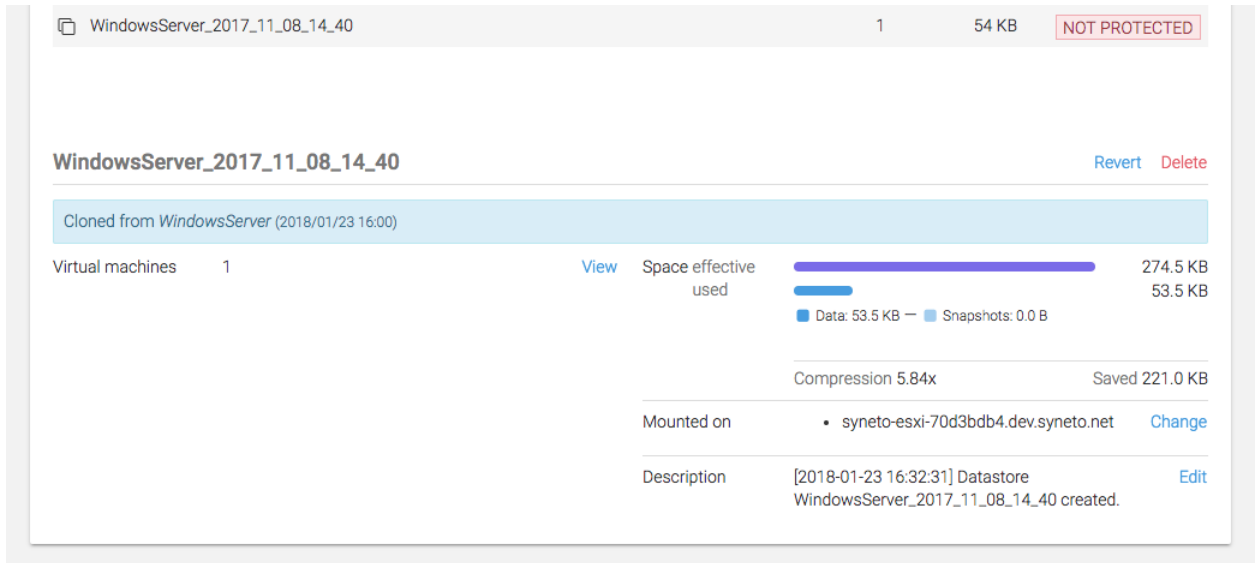 WindowsServer_2017_11_08_14_40 1 54 KB NOT PROTECTED
WindowsServer_2017_11_08_14_40 Revert Delete
Cloned from WindowsServer (2018/01/23 16:00)
Virtual machines 1 View
Space effective 274.5 KB
used 53.5 KB
Data: 53.5 KB — Snapshots: 0.0 B
Compression 5.84x Saved 221.0 KB
Mounted on • syneto-esxi-70d3bdb4.dev.syneto.net Change
Description [2018-01-23 16:32:31] Datastore Edit
WindowsServer_2017_11_08_14_40 created.